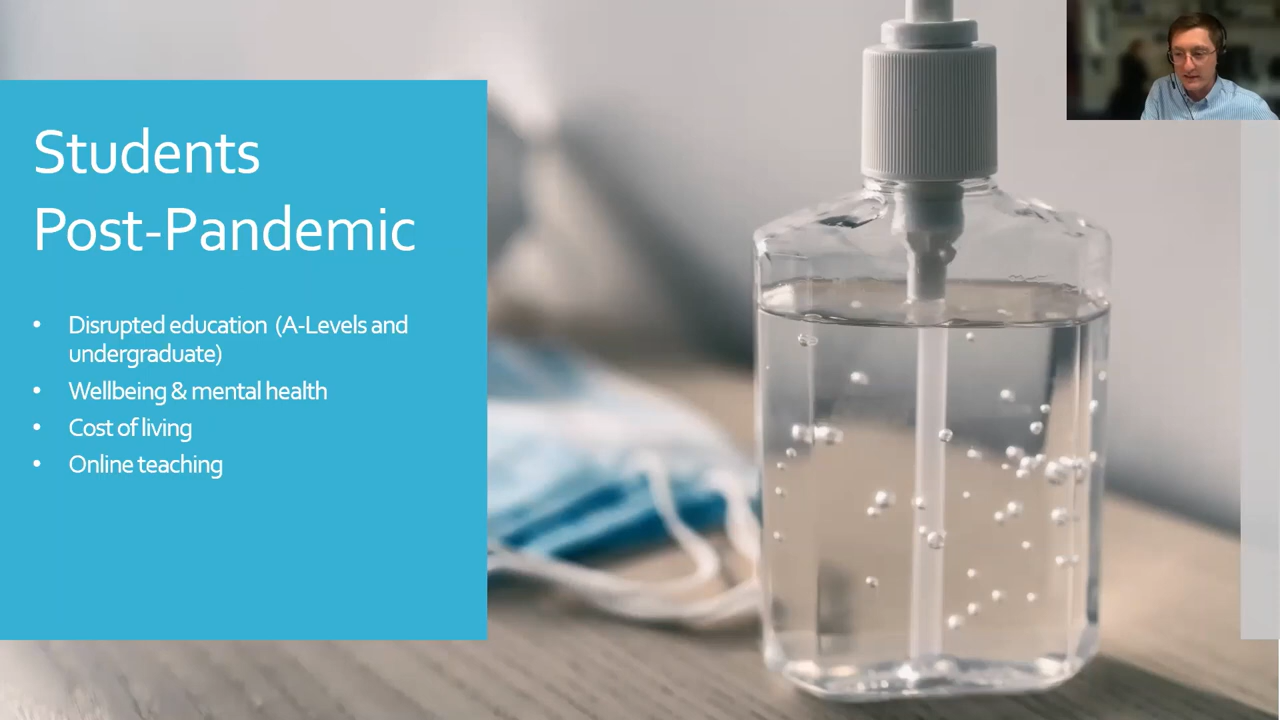 Students
Post-Pandemic
• Disrupted education (A-Levels and
undergraduate)
• Wellbeing & mental health
• Cost of living
• Online teaching